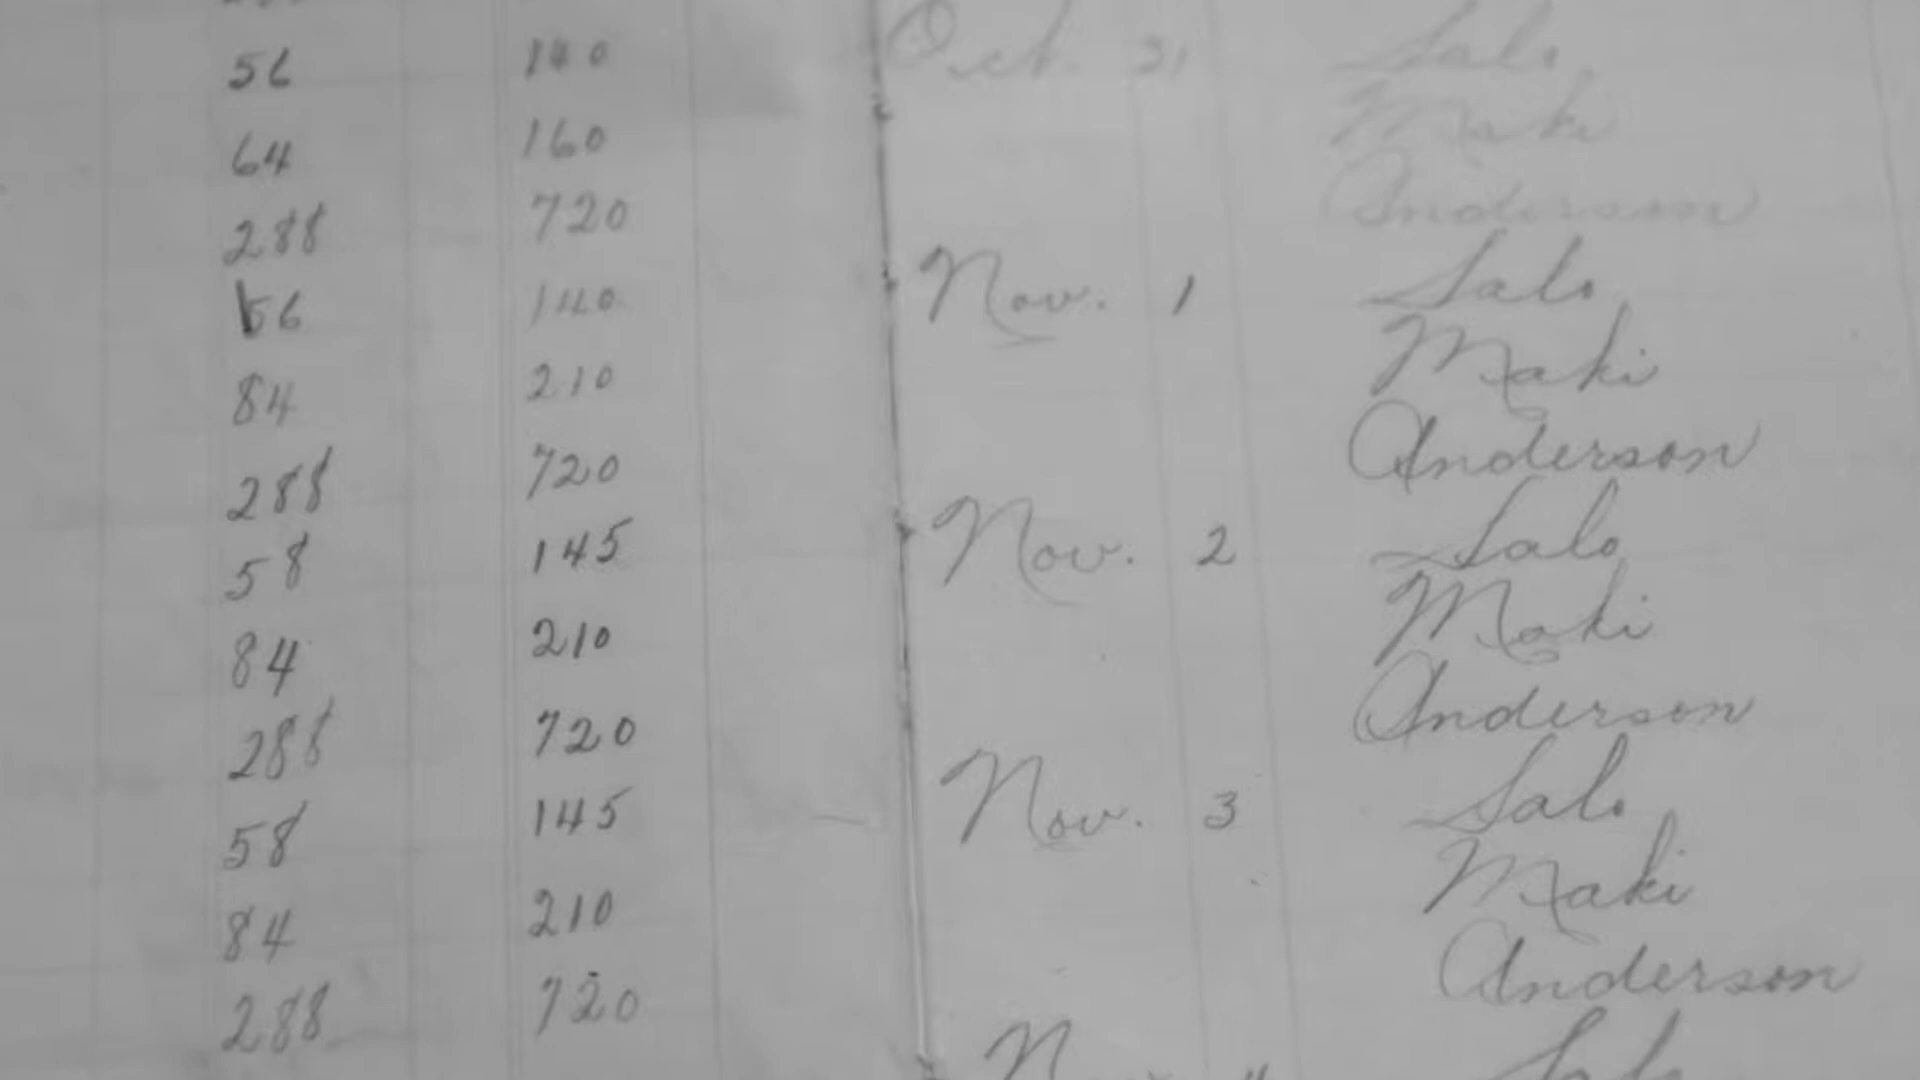 56 140 Oct. 31 Salo
64 160 Maki
288 720 Anderson
56 140 Nov. 1 Salo
84 210 Maki
288 720 Anderson
58 145 Nov. 2 Salo
84 210 Maki
288 720 Anderson
58 145 Nov. 3 Salo
84 210 Maki
288 720 Anderson
Salo